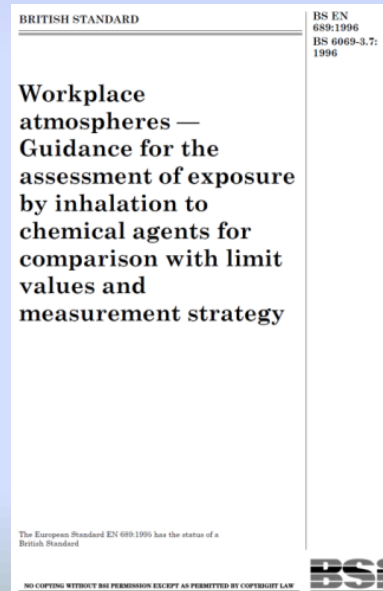 BRITISH STANDARD
BS EN
689:1996
BS 6069-3.7:
1996
Workplace
atmospheres —
Guidance for the
assessment of exposure
by inhalation to
chemical agents for
comparison with limit
values and
measurement strategy
The European Standard EN 689:1995 has the status of a
British Standard
NO COPYING WITHOUT BSI PERMISSION EXCEPT AS PERMITTED BY COPYRIGHT LAW
BSI